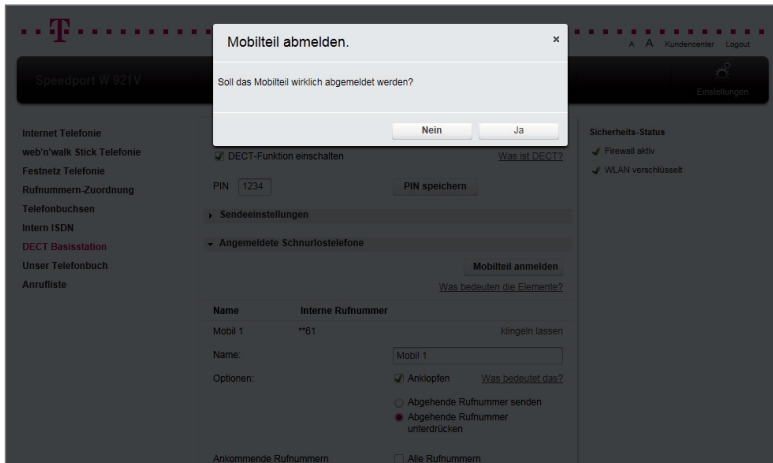 T
Mobilteil abmelden.
×
A A Kundencenter Logout
Speedport W 921V
Einstellungen
Soll das Mobilteil wirklich abgemeldet werden?
Nein Ja
Internet Telefonie
web'n'walk Stick Telefonie
Festnetz Telefonie
Rufnummern-Zuordnung
Telefonbuchsen
Intern ISDN
DECT Basisstation
Unser Telefonbuch
Anrufliste
DECT-Funktion einschalten Was ist DECT?
PIN 1234 PIN speichern
Sendeeinstellungen
Angemeldete Schnurlostelefone
Mobilteil anmelden
Was bedeuten die Elemente?
Name Interne Rufnummer
Mobil 1 **61 klingeln lassen
Name: Mobil 1
Optionen: Anklopfen Was bedeutet das?
Abgehende Rufnummer senden
Abgehende Rufnummer
unterdrücken
Ankommende Rufnummern Alle Rufnummern
Sicherheits-Status
Firewall aktiv
WLAN verschlüsselt